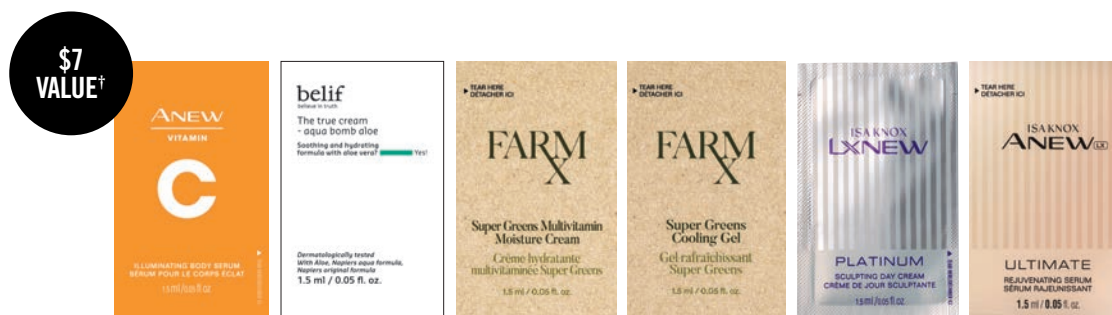 $7
VALUE†
ANEW
VITAMIN
C
ILLUMINATING BODY SERUM
SÉRUM POUR LE CORPS ÉCLAT
1.5 ml/0.05 fl oz
belif
believe in truth
The true cream
- aqua bomb aloe
Soothing and hydrating
formula with aloe vera? Yes!
Dermatologically tested
With Aloe, Napiers aqua formula,
Napiers original formula
1.5 ml / 0.05 fl. oz.
TEAR HERE
DÉTACHER ICI
FARM
X
Super Greens Multivitamin
Moisture Cream
Crème hydratante
multivitaminée Super Greens
1.5 ml / 0.05 fl. oz.
TEAR HERE
DÉTACHER ICI
FARM
X
Super Greens
Cooling Gel
Gel rafraîchissant
Super Greens
1.5 ml / 0.05 fl. oz.
ISA KNOX
LXNEW
PLATINUM
SCULPTING DAY CREAM
CRÈME DE JOUR SCULPTANTE
1.5 ml/0.05 fl oz
TEAR HERE
DÉTACHER ICI
ISA KNOX
ANEW LX
ULTIMATE
REJUVENATING SERUM
SÉRUM RAJEUNISSANT
1.5 ml / 0.05 fl. oz.